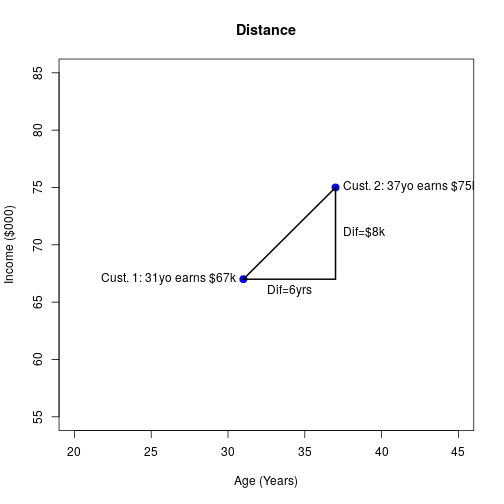 Distance
85
80
75
70
65
60
55
Income ($000)
Cust. 2: 37yo earns $75k
Dif=$8k
Cust. 1: 31yo earns $67k
Dif=6yrs
20 25 30 35 40 45
Age (Years)